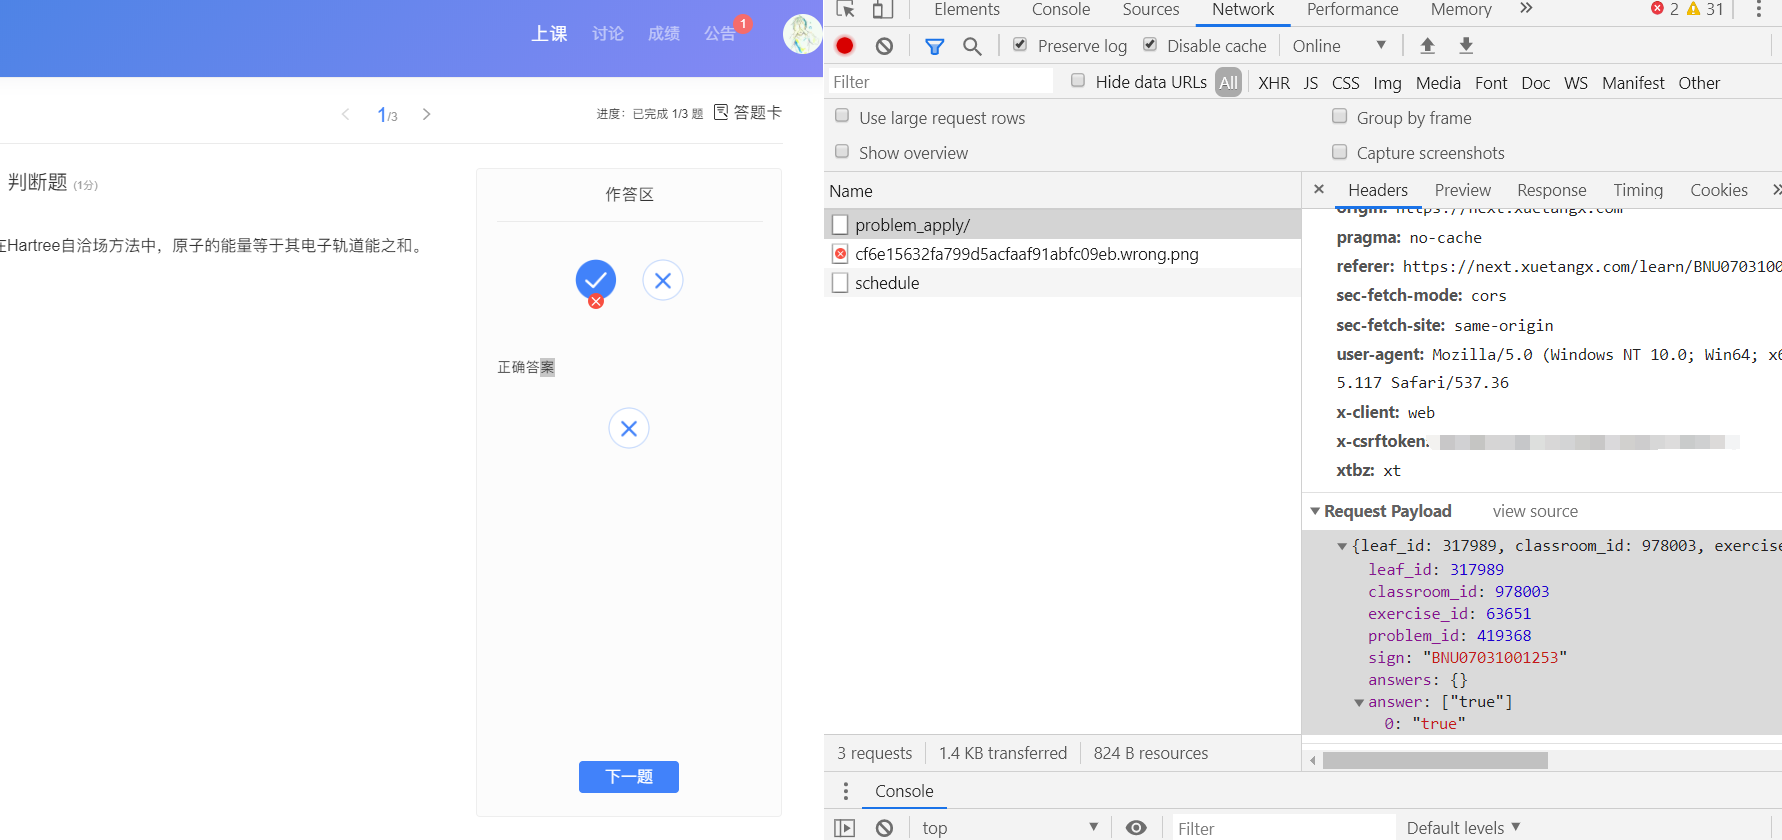 上课 讨论 成绩 公告 1
1/3
进度：已完成 1/3 题 答题卡
判断题 (1分)
在Hartree自洽场方法中，原子的能量等于其电子轨道能之和。
作答区
正确答案
下一题
Elements Console Sources Network Performance Memory 2 31
Preserve log Disable cache Online
Filter Hide data URLs All XHR JS CSS Img Media Font Doc WS Manifest Other
Use large request rows Group by frame
Show overview Capture screenshots
Name
problem_apply/
cf6e15632fa799d5acfaaf91abfc09eb.wrong.png
schedule
3 requests 1.4 KB transferred 824 B resources
Headers Preview Response Timing Cookies
origin: https://next.xuetangx.com
pragma: no-cache
referer: https://next.xuetangx.com/learn/BNU0703100
sec-fetch-mode: cors
sec-fetch-site: same-origin
user-agent: Mozilla/5.0 (Windows NT 10.0; Win64; x6
5.117 Safari/537.36
x-client: web
x-csrftoken.
xtbz: xt
Request Payload view source
{leaf_id: 317989, classroom_id: 978003, exercise
leaf_id: 317989
classroom_id: 978003
exercise_id: 63651
problem_id: 419368
sign: "BNU07031001253"
answers: {}
answer: ["true"]
0: "true"
Console
top Filter Default levels